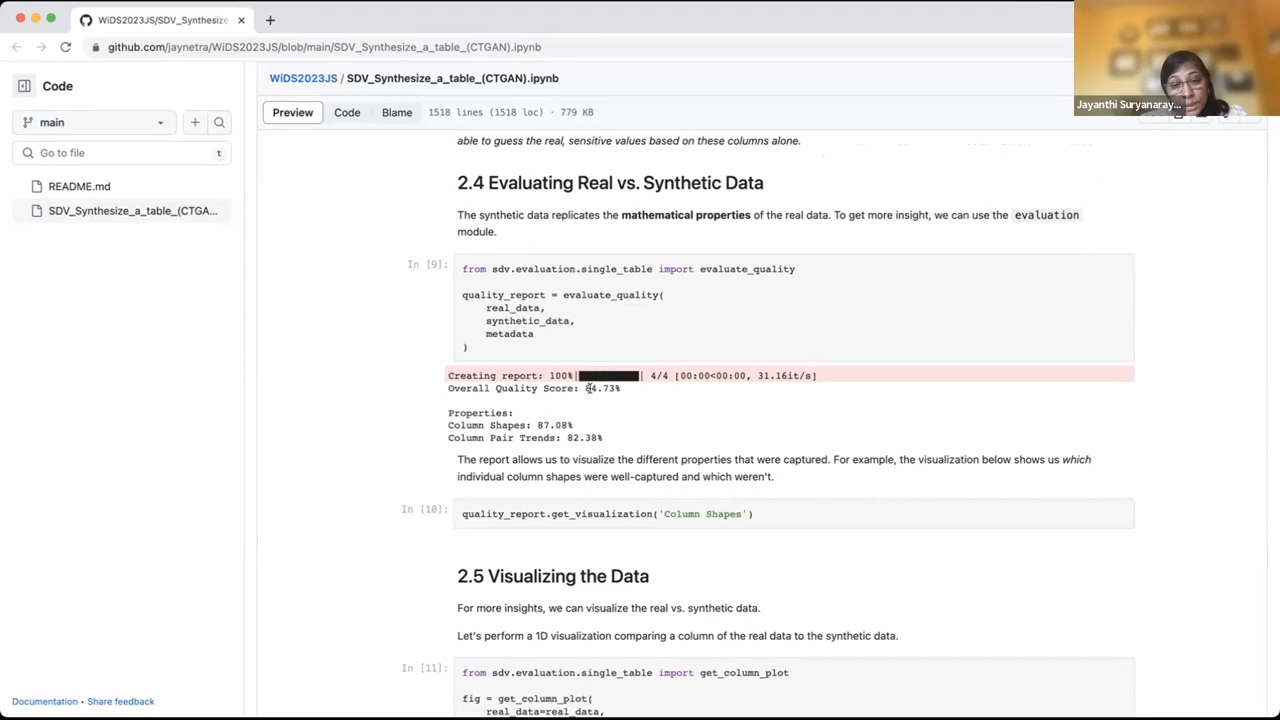 WiDS2023JS/SDV_Synthesize
github.com/jaynetra/WiDS2023JS/blob/main/SDV_Synthesize_a_table_(CTGAN).ipynb
Jayanthi Suryanaray...
Code
WiDS2023JS / SDV_Synthesize_a_table_(CTGAN).ipynb
main
Preview Code Blame 1518 lines (1518 loc) · 779 KB
Go to file t
README.md
SDV_Synthesize_a_table_(CTGA...
able to guess the real, sensitive values based on these columns alone.
2.4 Evaluating Real vs. Synthetic Data
The synthetic data replicates the mathematical properties of the real data. To get more insight, we can use the evaluation
module.
In [9]:
from sdv.evaluation.single_table import evaluate_quality
quality_report = evaluate_quality(
real_data,
synthetic_data,
metadata
)
Creating report: 100%|██████████| 4/4 [00:00<00:00, 31.16it/s]
Overall Quality Score: 84.73%
Properties:
Column Shapes: 87.08%
Column Pair Trends: 82.38%
The report allows us to visualize the different properties that were captured. For example, the visualization below shows us which
individual column shapes were well-captured and which weren't.
In [10]:
quality_report.get_visualization('Column Shapes')
2.5 Visualizing the Data
For more insights, we can visualize the real vs. synthetic data.
Let's perform a 1D visualization comparing a column of the real data to the synthetic data.
In [11]:
from sdv.evaluation.single_table import get_column_plot
fig = get_column_plot(
real_data=real_data,
Documentation • Share feedback